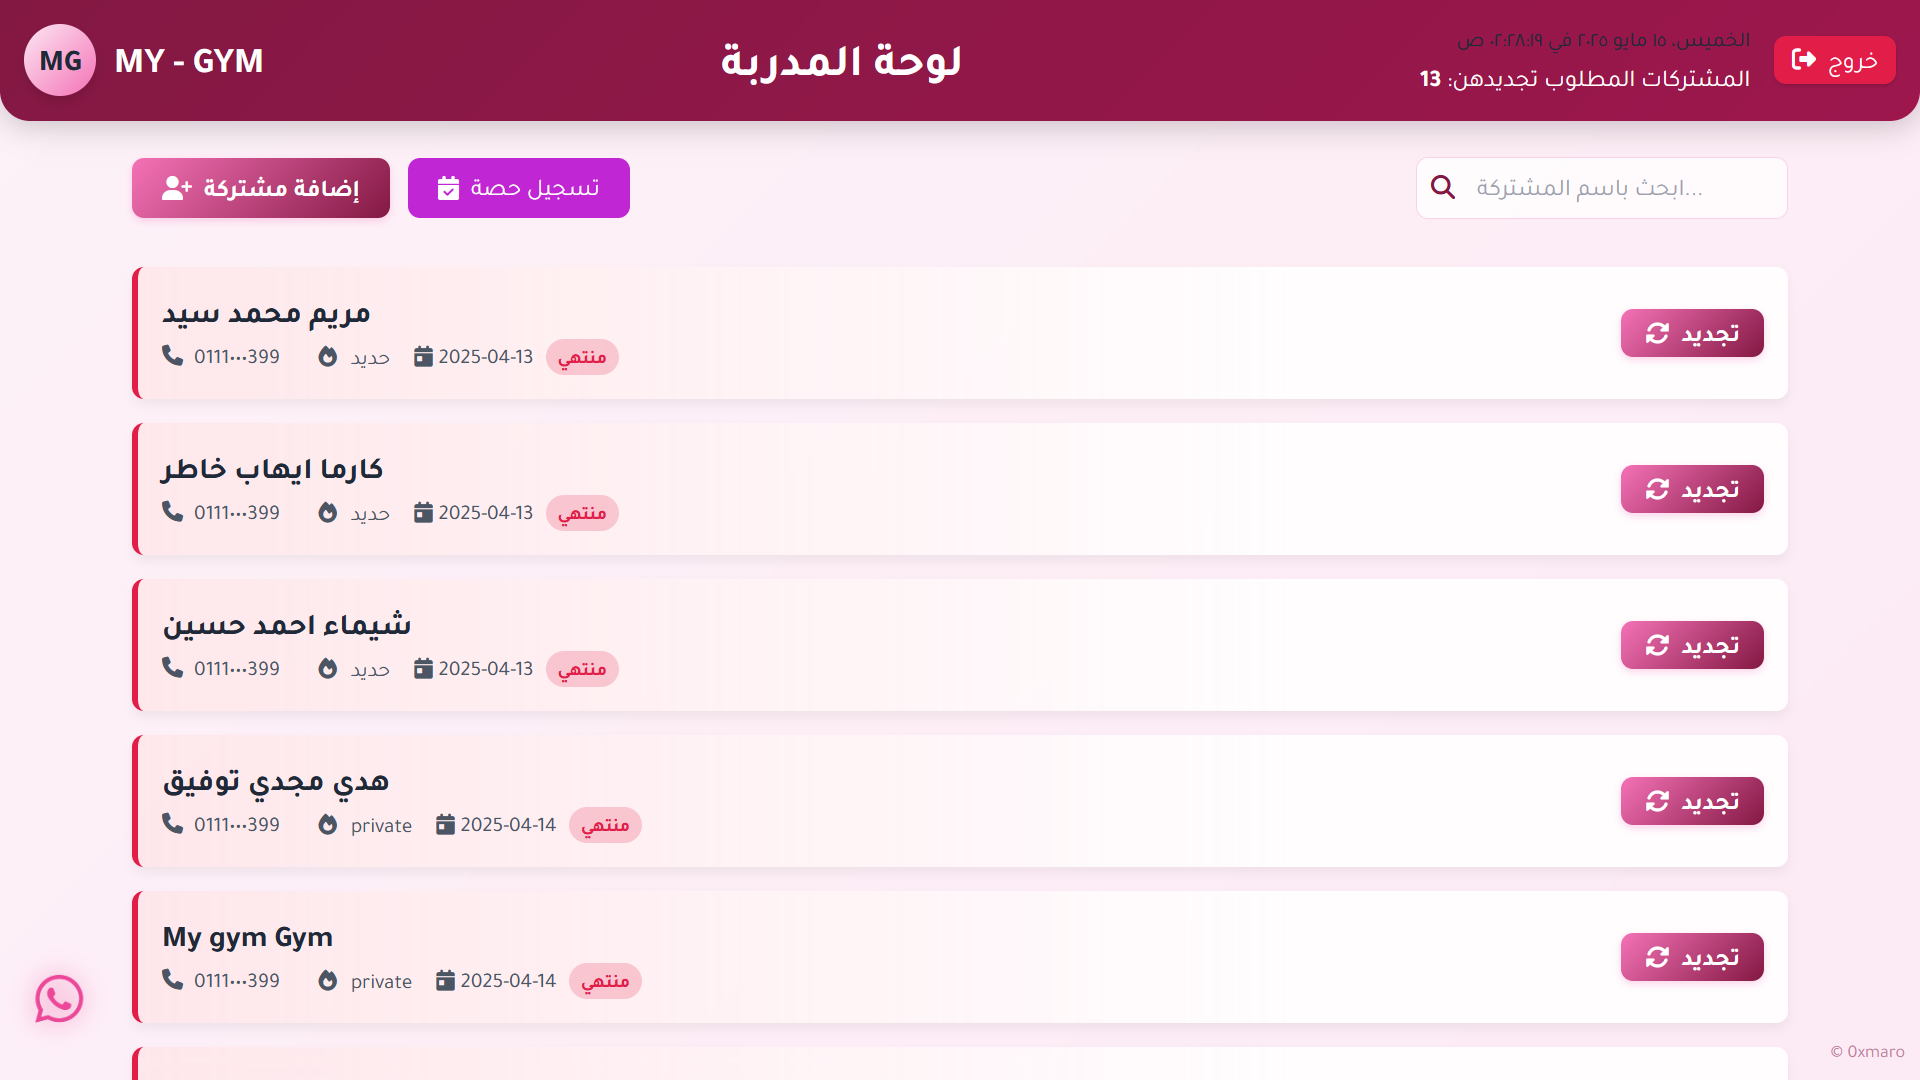 MG
MY - GYM
لوحة المدربة
الخميس، ١٥ مايو ٢٠٢٥ في ٠٢:٢٨:١٩ ص
المشتركات المطلوب تجديدهن: 13
خروج
إضافة مشتركة
تسجيل حصة
ابحث باسم المشتركة...
مريم محمد سيد
0111•••399 حديد 2025-04-13 منتهي
تجديد
كارما ايهاب خاطر
0111•••399 حديد 2025-04-13 منتهي
تجديد
شيماء احمد حسين
0111•••399 حديد 2025-04-13 منتهي
تجديد
هدي مجدي توفيق
0111•••399 private 2025-04-14 منتهي
تجديد
My gym Gym
0111•••399 private 2025-04-14 منتهي
تجديد
© 0xmaro